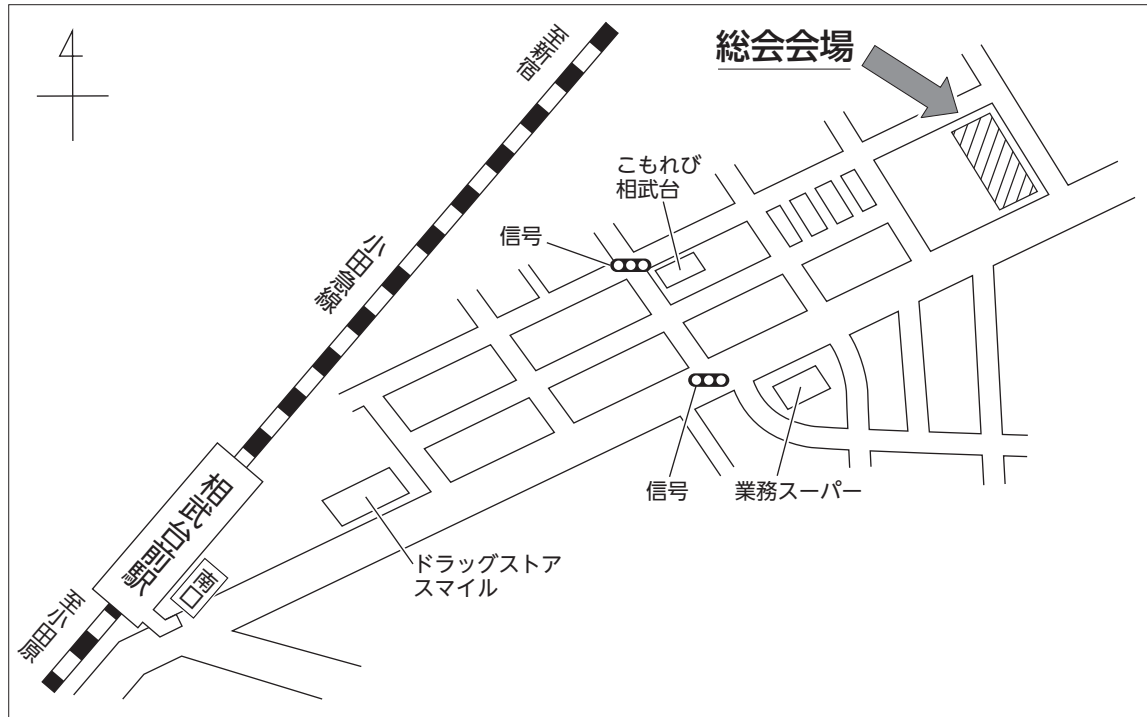 総会会場
至新宿
こもれび
相武台
信号
小田急線
信号
業務スーパー
ドラッグストア
スマイル
相武台前駅
南口
至小田原